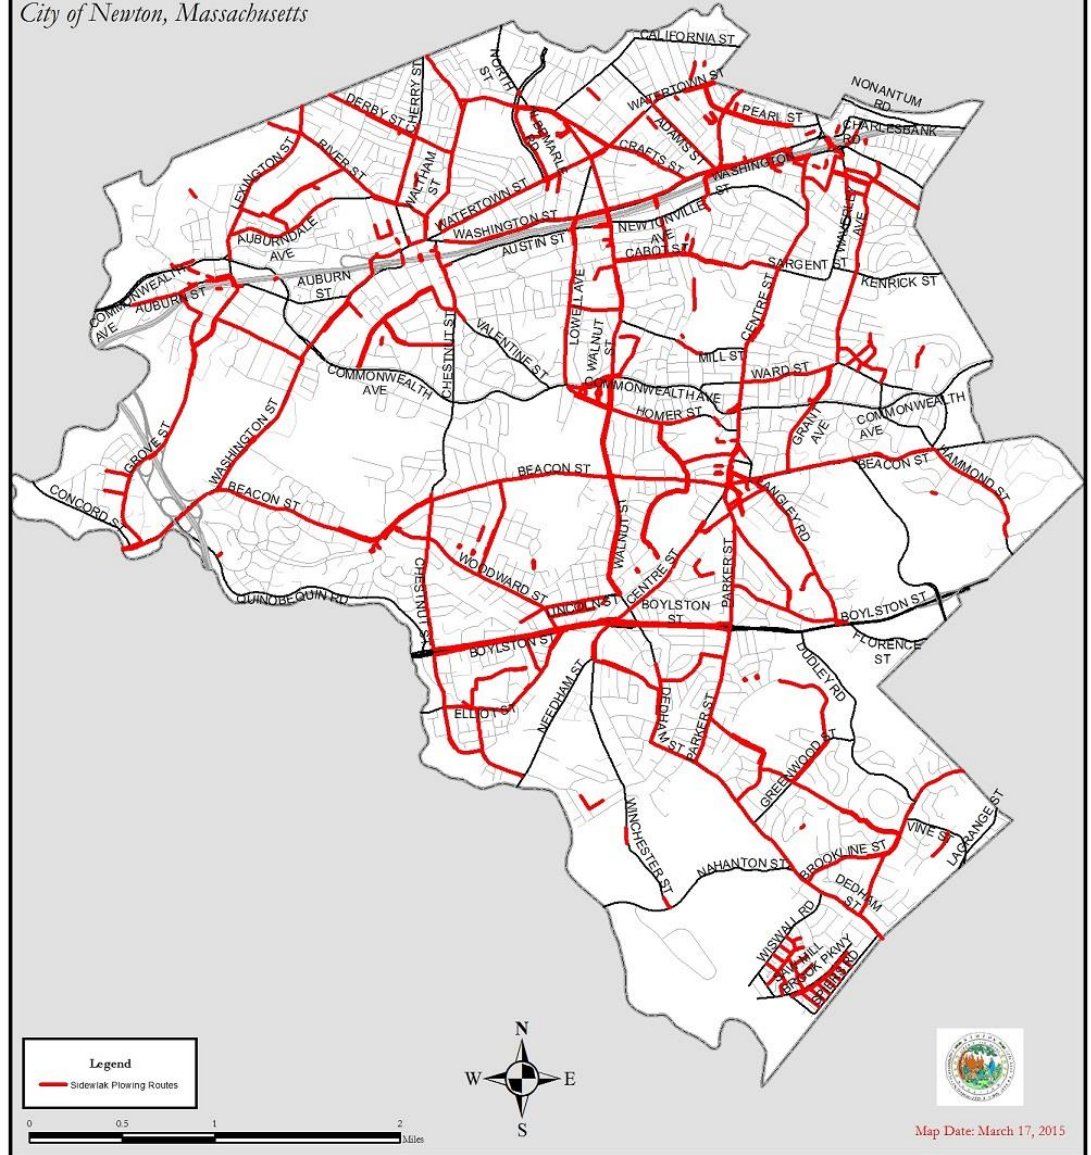 City of Newton, Massachusetts
CALIFORNIA ST
NORTH
ST
CHERRY ST
NONANTUM
RD
WATERTOWN ST
DERBY ST
PEARL ST
CHARLESBANK
RD
ALBEMARLE
RD
ADAMS ST
RIVER ST
CRAFTS ST
WASHINGTON
ST
LEXINGTON ST
WALTHAM
ST
WATERTOWN ST
WASHINGTON ST
NEWTONVILLE
AVE
WAVERLEY
AVE
AUBURNDALE
AVE
AUSTIN ST
CABOT ST
SARGENT ST
KENRICK ST
COMMONWEALTH
AVE
AUBURN ST
AUBURN
ST
LOWELL AVE
CENTRE ST
CHESTNUT ST
VALENTINE ST
WALNUT
ST
MILL ST
WARD ST
COMMONWEALTH
AVE
COMMONWEALTH AVE
HOMER ST
GRANT
AVE
COMMONWEALTH
AVE
GROVE ST
WASHINGTON ST
BEACON ST
BEACON ST
HAMMOND ST
CONCORD ST
BEACON ST
LANGLEY RD
WALNUT ST
CENTRE ST
PARKER ST
CHESTNUT ST
WOODWARD ST
QUINOBEQUIN RD
LINCOLN ST
BOYLSTON
ST
BOYLSTON ST
BOYLSTON ST
FLORENCE
ST
DUDLEY RD
NEEDHAM ST
ELLIOT ST
DEDHAM ST
PARKER ST
GREENWOOD ST
WINCHESTER ST
VINE ST
LAGRANGE ST
BROOKLINE ST
NAHANTON ST
DEDHAM
ST
WISWALL RD
SAW MILL
BROOK PKWY
SPIERS RD
N
W
E
S
Legend
Sidewlak Plowing Routes
0
0.5
1
2
Miles
Map Date: March 17, 2015